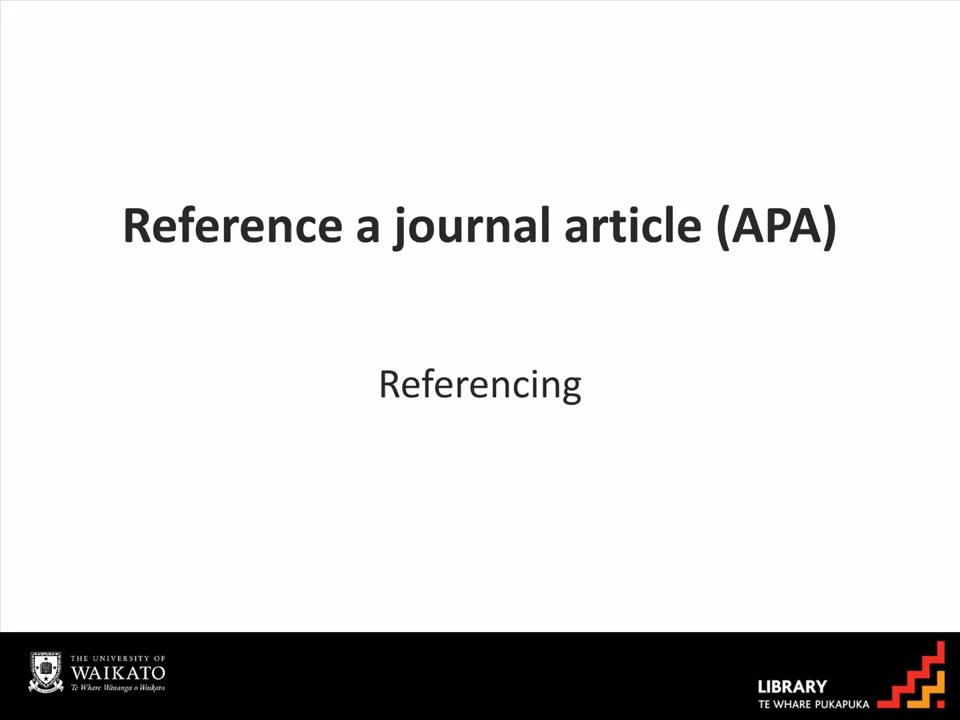 Reference a journal article (APA)
Referencing
THE UNIVERSITY OF
WAIKATO
Te Whare Wānanga o Waikato
LIBRARY
TE WHARE PUKAPUKA